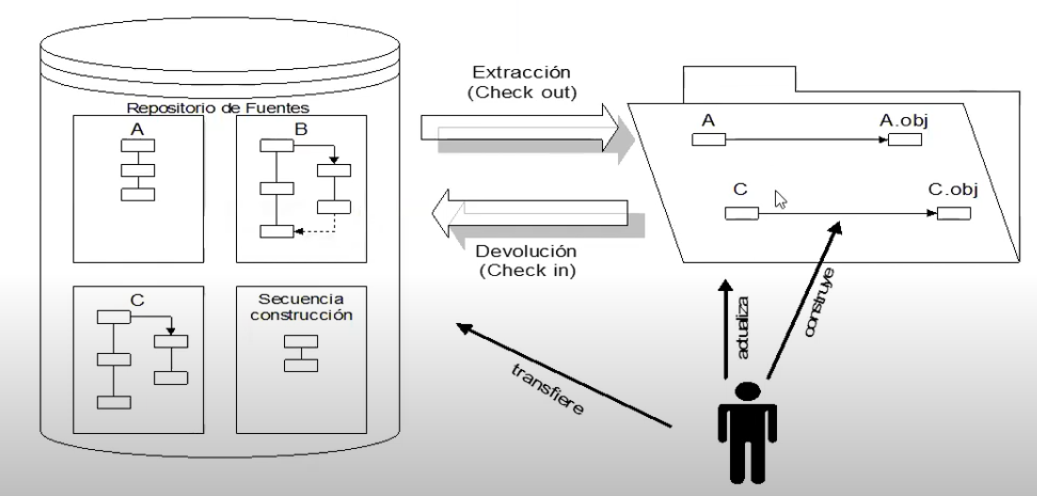 Repositorio de Fuentes
A
B
C
Secuencia
construcción
Extracción
(Check out)
Devolución
(Check in)
A
A.obj
C
C.obj
transfiere
actualiza
construye